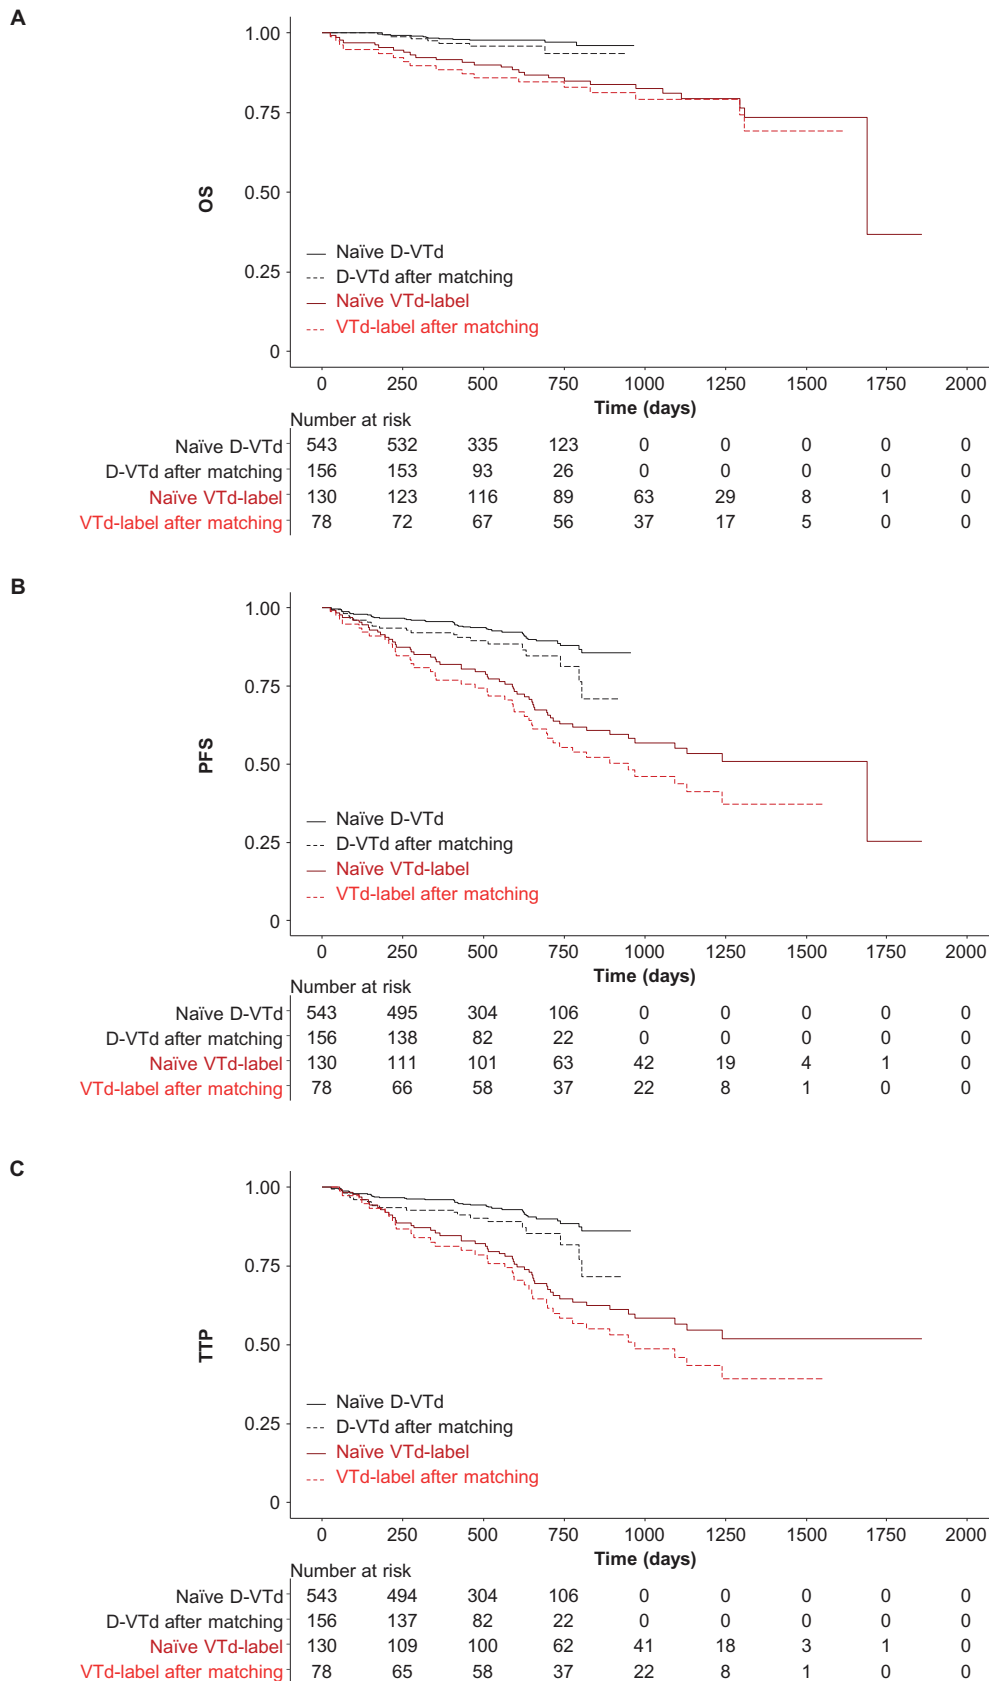 A
1.00
0.75
0.50
0.25
0
OS
Naïve D-VTd
D-VTd after matching
Naïve VTd-label
VTd-label after matching
0 250 500 750 1000 1250 1500 1750 2000
Time (days)
Number at risk
Naïve D-VTd 543 532 335 123 0 0 0 0 0
D-VTd after matching 156 153 93 26 0 0 0 0 0
Naïve VTd-label 130 123 116 89 63 29 8 1 0
VTd-label after matching 78 72 67 56 37 17 5 0 0
B
1.00
0.75
0.50
0.25
0
PFS
Naïve D-VTd
D-VTd after matching
Naïve VTd-label
VTd-label after matching
0 250 500 750 1000 1250 1500 1750 2000
Time (days)
Number at risk
Naïve D-VTd 543 495 304 106 0 0 0 0 0
D-VTd after matching 156 138 82 22 0 0 0 0 0
Naïve VTd-label 130 111 101 63 42 19 4 1 0
VTd-label after matching 78 66 58 37 22 8 1 0 0
C
1.00
0.75
0.50
0.25
0
TTP
Naïve D-VTd
D-VTd after matching
Naïve VTd-label
VTd-label after matching
0 250 500 750 1000 1250 1500 1750 2000
Time (days)
Number at risk
Naïve D-VTd 543 494 304 106 0 0 0 0 0
D-VTd after matching 156 137 82 22 0 0 0 0 0
Naïve VTd-label 130 109 100 62 41 18 3 1 0
VTd-label after matching 78 65 58 37 22 8 1 0 0